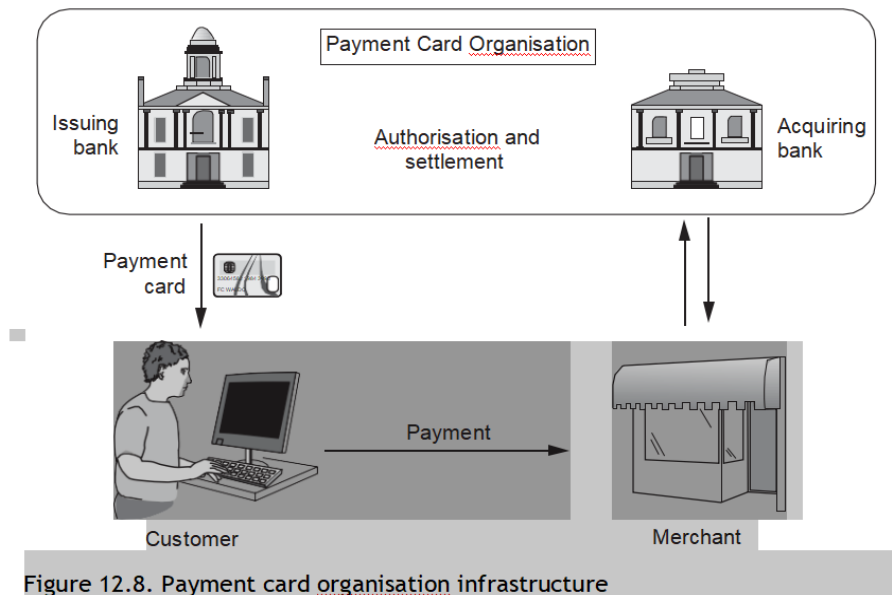 Payment Card Organisation
Issuing
bank
Authorisation and
settlement
Acquiring
bank
Payment
card
Payment
Customer
Merchant
Figure 12.8. Payment card organisation infrastructure